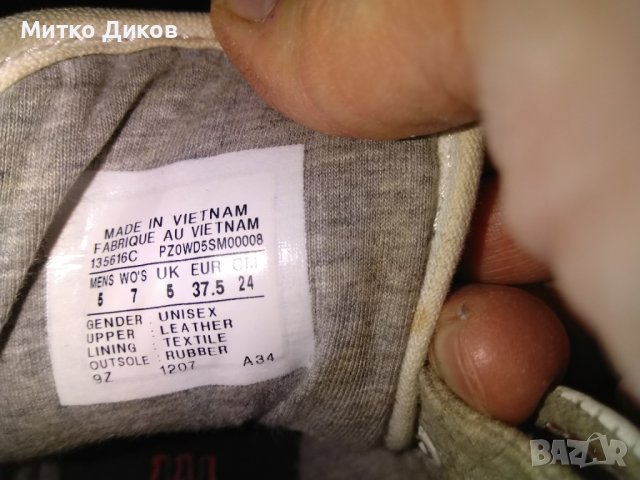 Митко Диков
MADE IN VIETNAM
FABRIQUE AU VIETNAM
135616C PZ0WD5SM00008
MENS WO'S UK EUR CM
5 7 5 37.5 24
GENDER : UNISEX
UPPER : LEATHER
LINING : TEXTILE
OUTSOLE : RUBBER
9Z 1207 A34
BAZAR